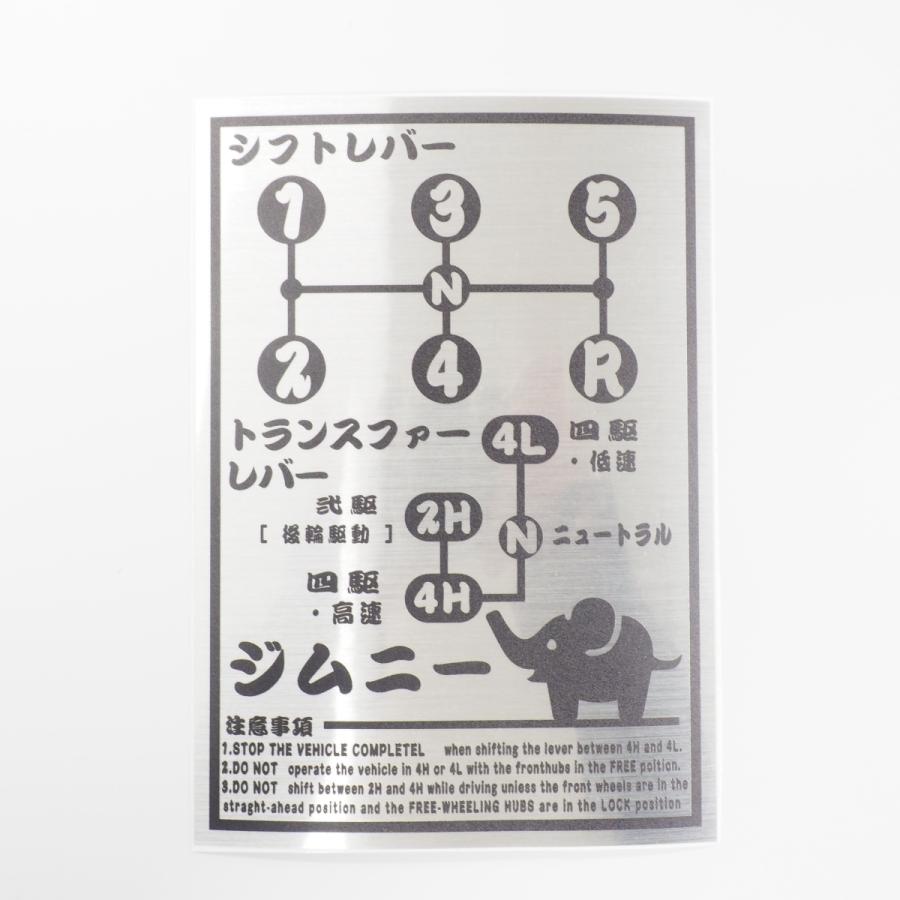 シフトレバー
1 3 5
N
2 4 R
トランスファー
レバー
4L 四駆
・低速
弐駆 2H
[ 後輪駆動 ]
N ニュートラル
四駆 4H
・高速
ジムニー
注意事項
1.STOP THE VEHICLE COMPLETEL when shifting the lever between 4H and 4L.
2.DO NOT operate the vehicle in 4H or 4L with the fronthubs in the FREE poition.
3.DO NOT shift between 2H and 4H while driving unless the front wheels are in the
straght-ahead position and the FREE-WHEELING HUBS are in the LOCK position